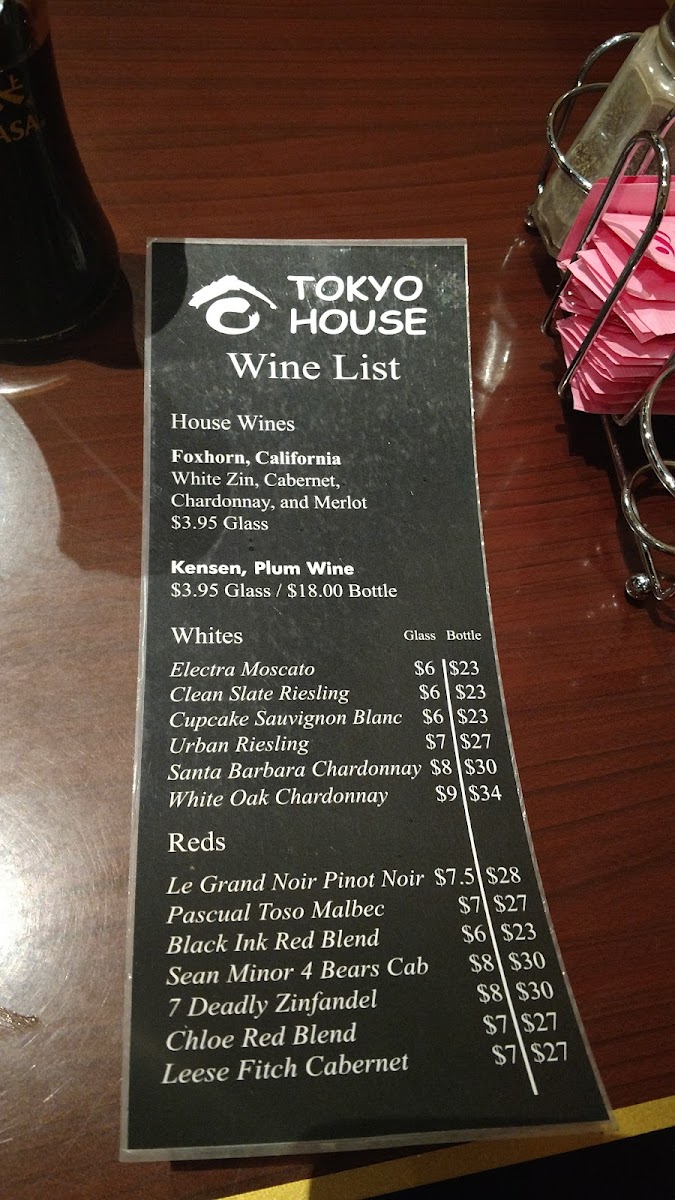 ASA
TOKYO
HOUSE
Wine List
House Wines
Foxhorn, California
White Zin, Cabernet,
Chardonnay, and Merlot
$3.95 Glass
Kensen, Plum Wine
$3.95 Glass / $18.00 Bottle
Whites Glass Bottle
Electra Moscato $6 $23
Clean Slate Riesling $6 $23
Cupcake Sauvignon Blanc $6 $23
Urban Riesling $7 $27
Santa Barbara Chardonnay $8 $30
White Oak Chardonnay $9 $34
Reds
Le Grand Noir Pinot Noir $7.5 $28
Pascual Toso Malbec $7 $27
Black Ink Red Blend $6 $23
Sean Minor 4 Bears Cab $8 $30
7 Deadly Zinfandel $8 $30
Chloe Red Blend $7 $27
Leese Fitch Cabernet $7 $27